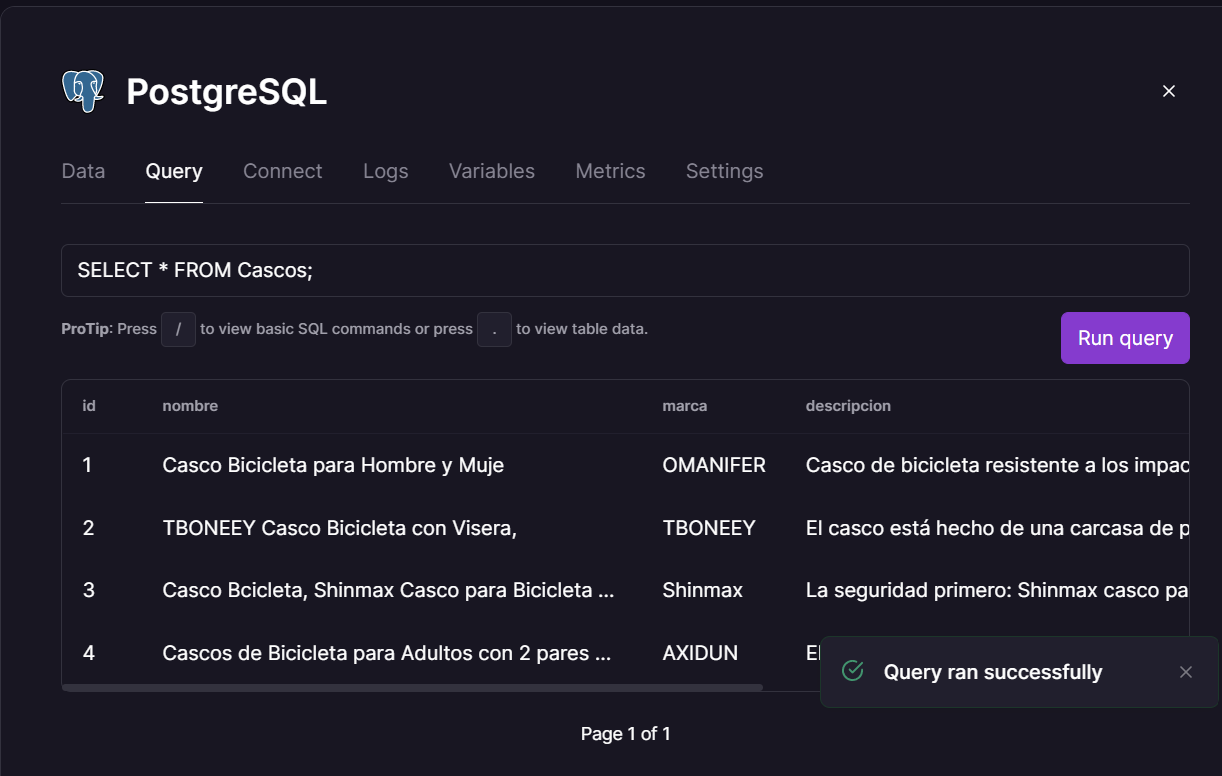 PostgreSQL
Data Query Connect Logs Variables Metrics Settings
SELECT * FROM Cascos;
ProTip: Press / to view basic SQL commands or press . to view table data.
Run query
id nombre marca descripcion
1 Casco Bicicleta para Hombre y Muje OMANIFER Casco de bicicleta resistente a los impac
2 TBONEEY Casco Bicicleta con Visera, TBONEEY El casco está hecho de una carcasa de p
3 Casco Bcicleta, Shinmax Casco para Bicicleta ... Shinmax La seguridad primero: Shinmax casco pa
4 Cascos de Bicicleta para Adultos con 2 pares ... AXIDUN El
Query ran successfully
Page 1 of 1